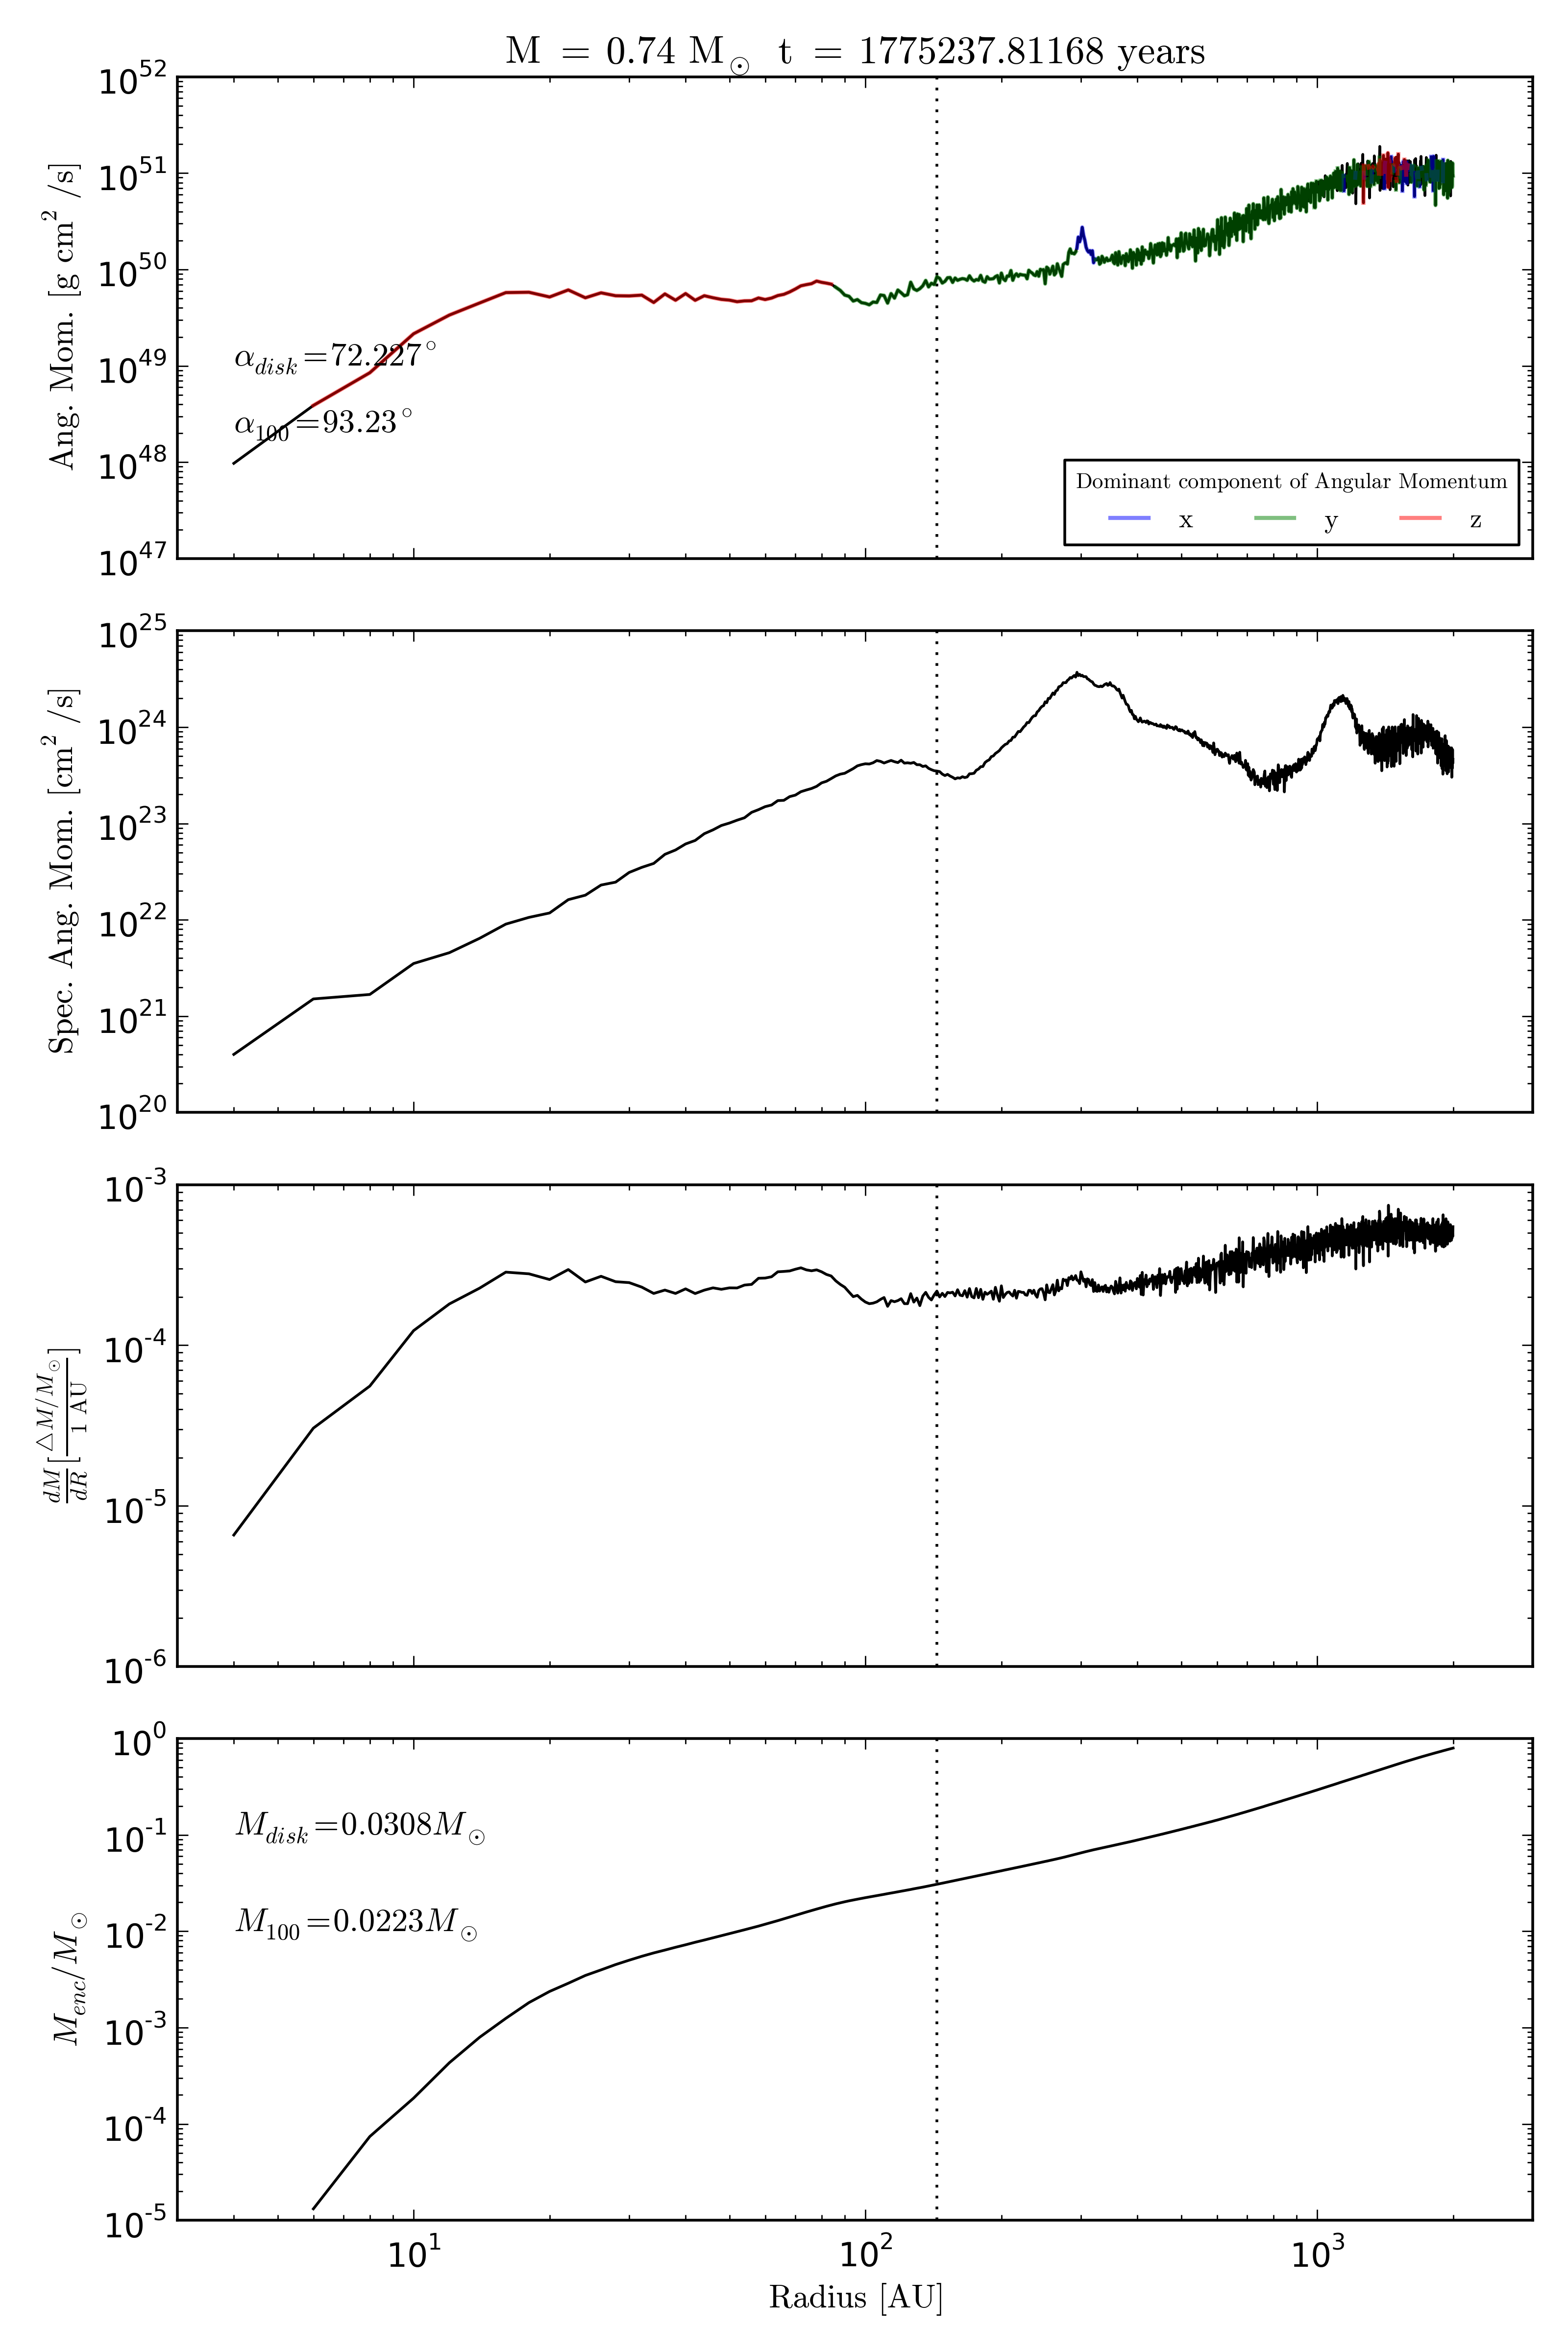 M = 0.74 M⊙ t = 1775237.81168 years
10^52
10^51
10^50
10^49
10^48
10^47
Ang. Mom. [g cm^2 /s]
α_disk=72.227°
α_100=93.23°
Dominant component of Angular Momentum
x y z
10^25
10^24
10^23
10^22
10^21
10^20
Spec. Ang. Mom. [cm^2 /s]
10^-3
10^-4
10^-5
10^-6
dM/dR [△M/M⊙ / 1 AU]
10^0
10^-1
10^-2
10^-3
10^-4
10^-5
M_enc/M⊙
M_disk=0.0308M⊙
M_100=0.0223M⊙
10^1 10^2 10^3
Radius [AU]